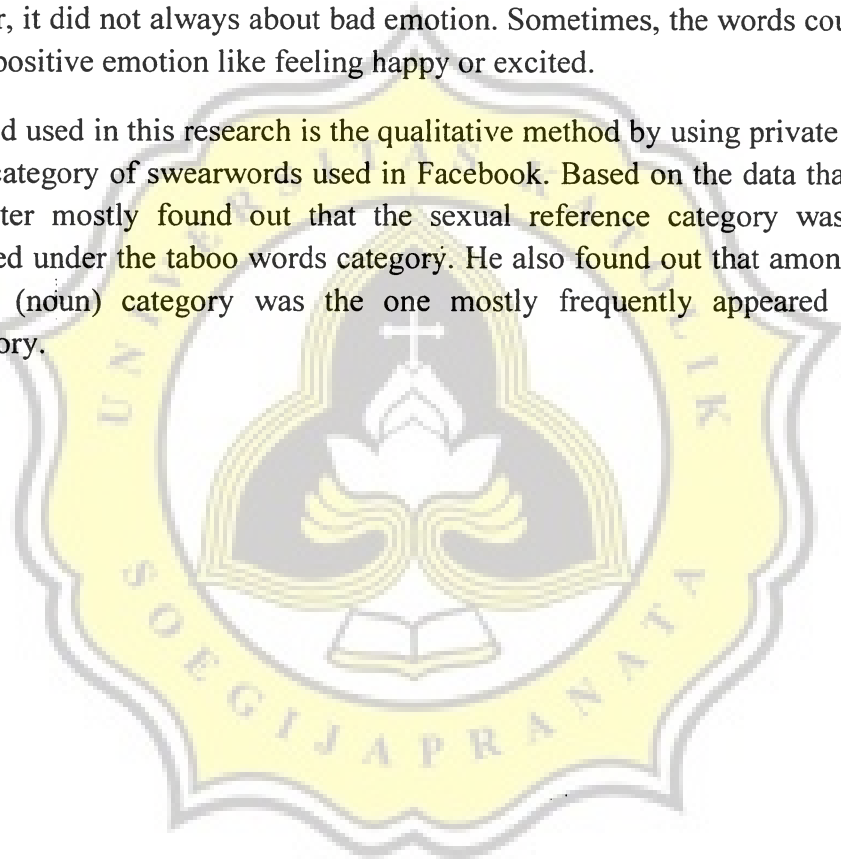 r, it did not always about bad emotion. Sometimes, the words cou
positive emotion like feeling happy or excited.
d used in this research is the qualitative method by using private
category of swearwords used in Facebook. Based on the data tha
ter mostly found out that the sexual reference category was
ed under the taboo words category. He also found out that amon
(noun) category was the one mostly frequently appeared
ory.
UNIVERSITAS KATOLIK
SOEGIJAPRANATA